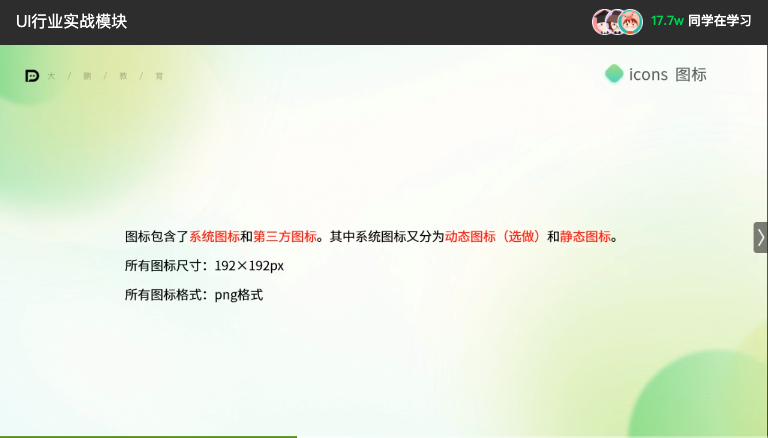 UI行业实战模块
17.7w 同学在学习
大 / 鹏 / 教 / 育
icons 图标
图标包含了系统图标和第三方图标。其中系统图标又分为动态图标（选做）和静态图标。
所有图标尺寸：192×192px
所有图标格式：png格式